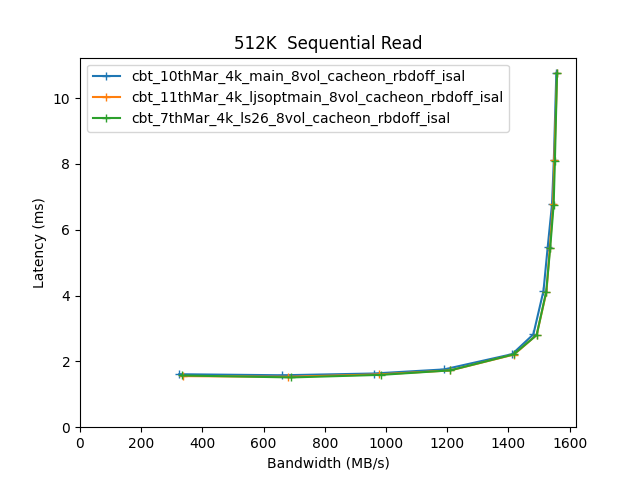 512K  Sequential Read
cbt_10thMar_4k_main_8vol_cacheon_rbdoff_isal
cbt_11thMar_4k_ljsoptmain_8vol_cacheon_rbdoff_isal
cbt_7thMar_4k_ls26_8vol_cacheon_rbdoff_isal
10
8
6
4
2
0
Latency (ms)
0 200 400 600 800 1000 1200 1400 1600
Bandwidth (MB/s)